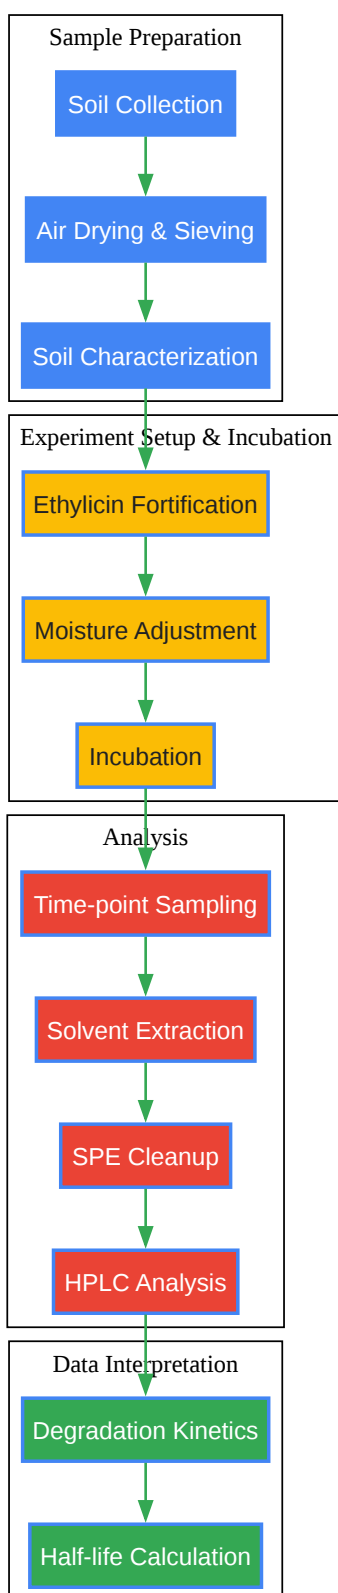 Sample Preparation
Soil Collection
Air Drying & Sieving
Soil Characterization
Experiment Setup & Incubation
Ethylicin Fortification
Moisture Adjustment
Incubation
Analysis
Time-point Sampling
Solvent Extraction
SPE Cleanup
HPLC Analysis
Data Interpretation
Degradation Kinetics
Half-life Calculation